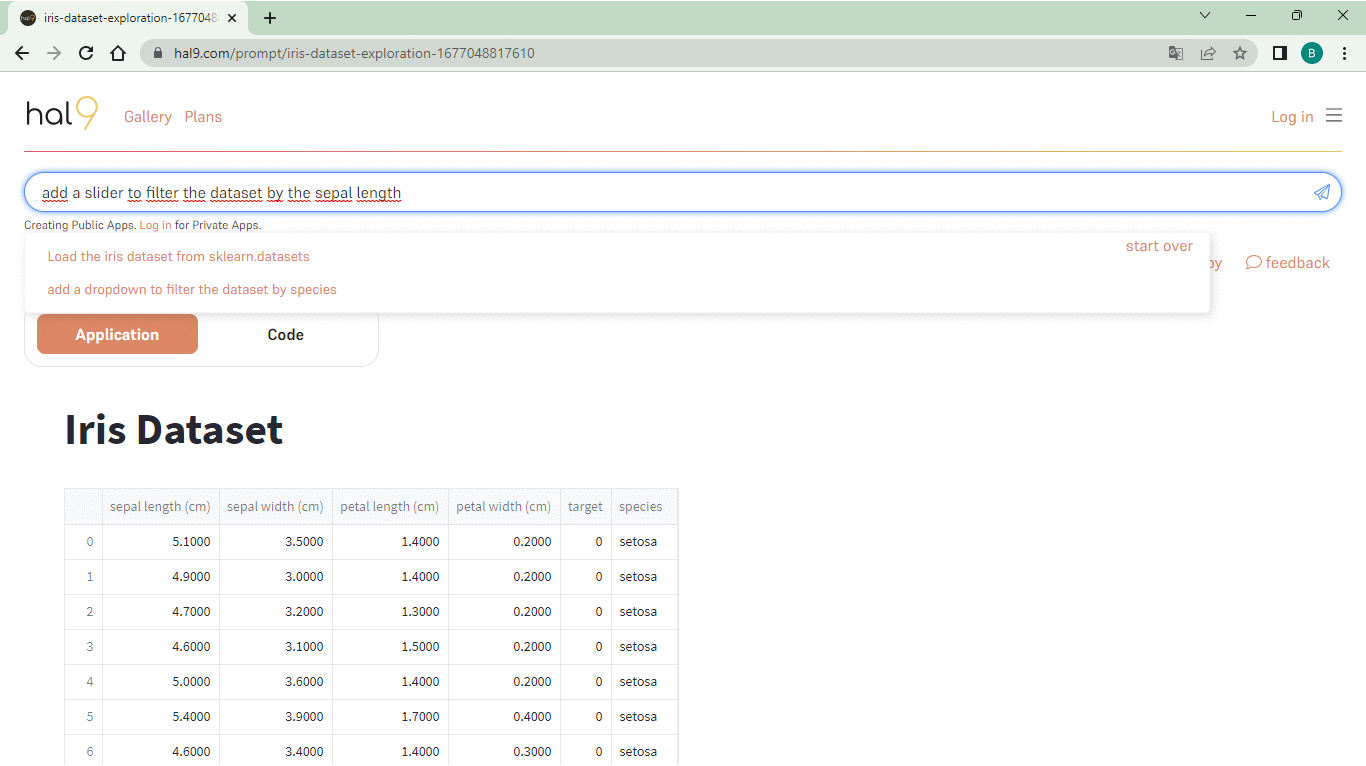 iris-dataset-exploration-1677048
hal9.com/prompt/iris-dataset-exploration-1677048817610
B
hal9 Gallery Plans Log in
add a slider to filter the dataset by the sepal length
Creating Public Apps. Log in for Private Apps.
start over
Load the iris dataset from sklearn.datasets
feedback
add a dropdown to filter the dataset by species
Application Code
Iris Dataset
sepal length (cm) sepal width (cm) petal length (cm) petal width (cm) target species
0 5.1000 3.5000 1.4000 0.2000 0 setosa
1 4.9000 3.0000 1.4000 0.2000 0 setosa
2 4.7000 3.2000 1.3000 0.2000 0 setosa
3 4.6000 3.1000 1.5000 0.2000 0 setosa
4 5.0000 3.6000 1.4000 0.2000 0 setosa
5 5.4000 3.9000 1.7000 0.4000 0 setosa
6 4.6000 3.4000 1.4000 0.3000 0 setosa